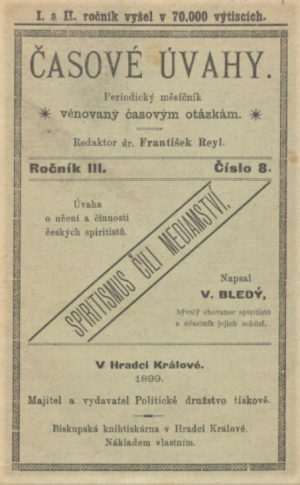 I. a II. ročník vyšel v 70.000 výtiscích.
ČASOVÉ ÚVAHY.
Periodický měsíčník
* věnovaný časovým otázkám. *
Redaktor dr. František Reyl.
Ročník III. Číslo 8.
Úvaha
o učení a činnosti
českých spiritistů.
SPIRITISMUS ČILI MEDIAMSTVÍ.
Napsal
V. BLEDÝ,
bývalý chovanec spiritistů
a účastník jejich schůzí.
V Hradci Králové.
1899.
Majitel a vydavatel Politické družstvo tiskové.
Biskupská knihtiskárna v Hradci Králové.
Nákladem vlastním.